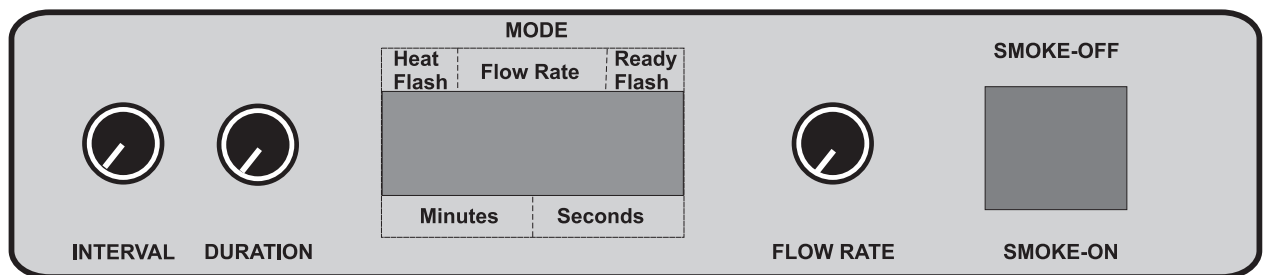 MODE
Heat Flash
Flow Rate
Ready Flash
SMOKE-OFF
Minutes
Seconds
INTERVAL
DURATION
FLOW RATE
SMOKE-ON